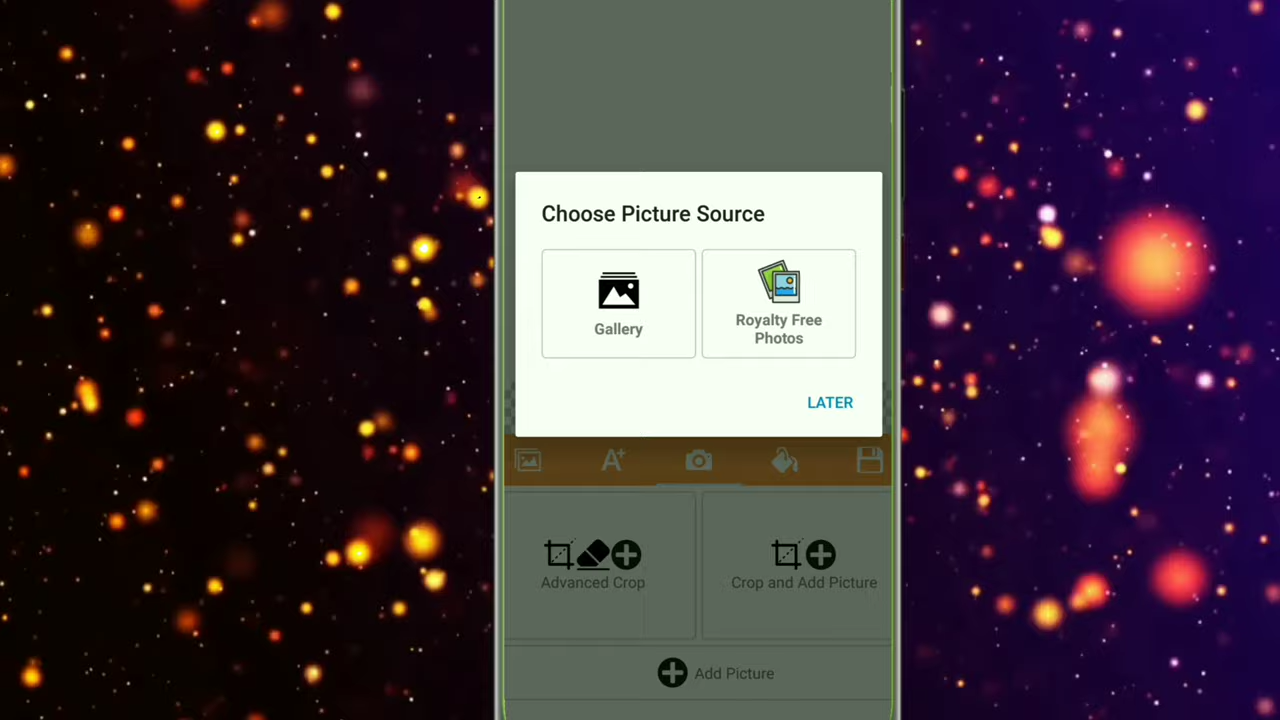 Choose Picture Source
Gallery
Royalty Free
Photos
LATER
A+
Advanced Crop
Crop and Add Picture
Add Picture